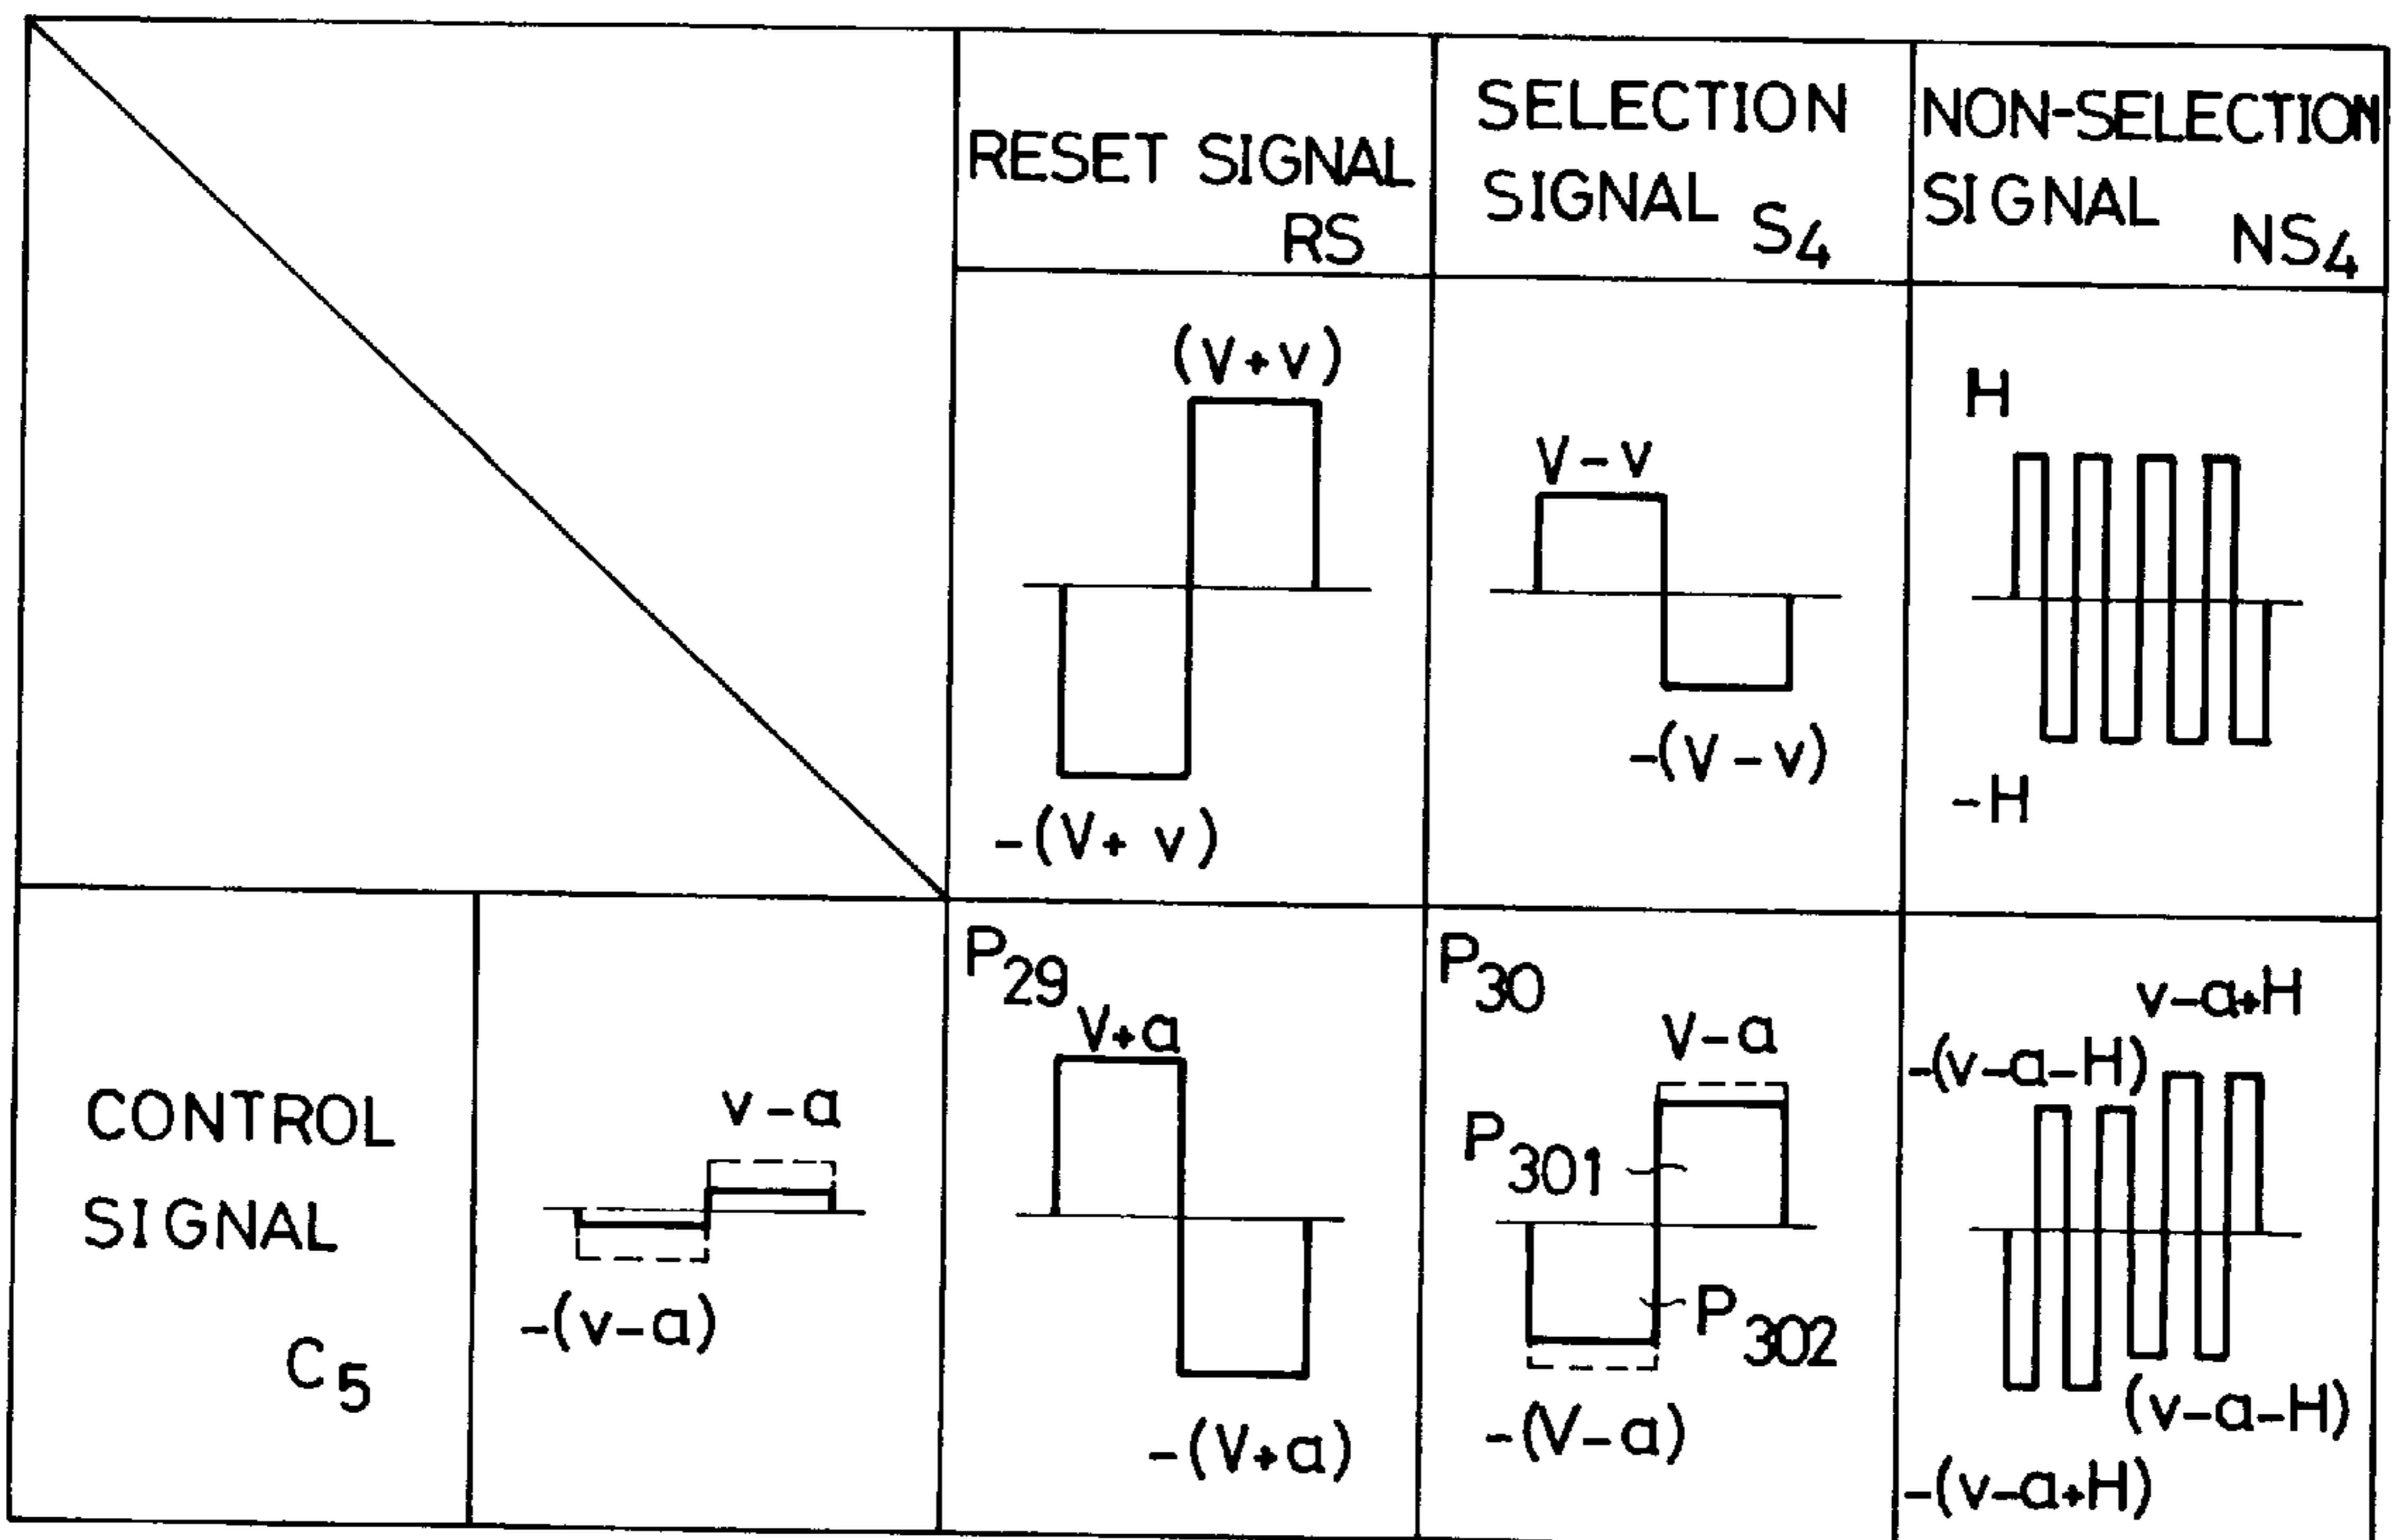 RESET SIGNAL
RS
SELECTION
SIGNAL S4
NON-SELECTION
SIGNAL NS4
(V+v)
-(V+ v)
V-v
-(V-v)
H
-H
CONTROL
SIGNAL
C5
v-a
-(v-a)
P29
V+a
-(V+a)
P30
V-a
P301
P302
-(V-a)
v-a+H
-(v-a-H)
(v-a-H)
-(v-a+H)